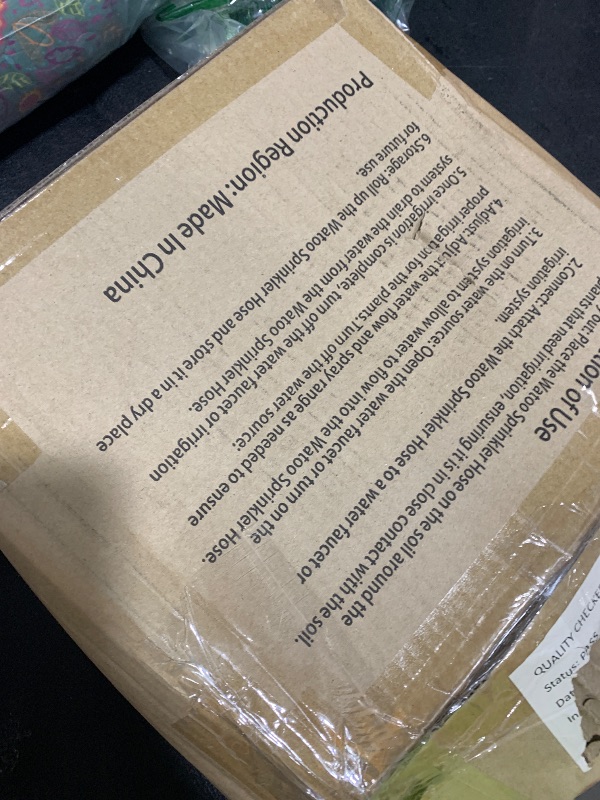 tion of Use
out: Place the Watoo Sprinkler Hose on the soil around the
plants that need irrigation, ensuring it is in close contact with the soil.
2.Connect: Attach the Watoo Sprinkler Hose to a water faucet or
irrigation system.
3.Turn on the water source: Open the water faucet or turn on the
irrigation system to allow water to flow into the Watoo Sprinkler Hose.
4.Adjust: Adjust the water flow and spray range as needed to ensure
proper irrigation for the plants.Turn off the water source:
5.Once irrigation is complete, turn off the water faucet or irrigation
system to drain the water from the Watoo Sprinkler Hose.
6.Storage: Roll up the Watoo Sprinkler Hose and store it in a dry place
for future use.
Production Region: Made In China
QUALITY CHECKE
Status: Pass
Dat
In